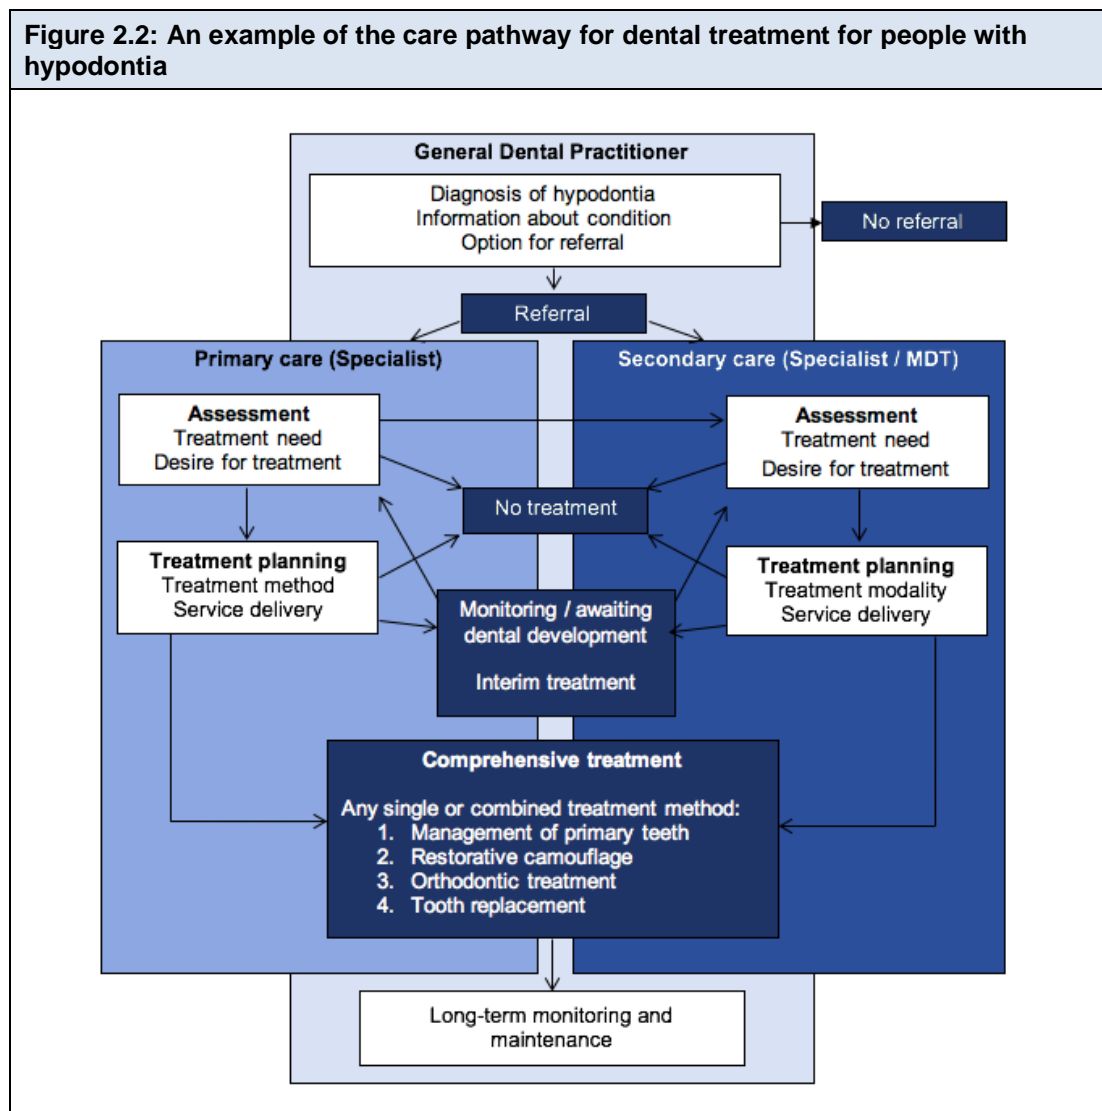 Figure 2.2: An example of the care pathway for dental treatment for people with
hypodontia
General Dental Practitioner
Diagnosis of hypodontia
Information about condition
Option for referral
No referral
Referral
Primary care (Specialist)
Secondary care (Specialist / MDT)
Assessment
Treatment need
Desire for treatment
Assessment
Treatment need
Desire for treatment
No treatment
Treatment planning
Treatment method
Service delivery
Treatment planning
Treatment modality
Service delivery
Monitoring / awaiting
dental development
Interim treatment
Comprehensive treatment
Any single or combined treatment method:
1. Management of primary teeth
2. Restorative camouflage
3. Orthodontic treatment
4. Tooth replacement
Long-term monitoring and
maintenance